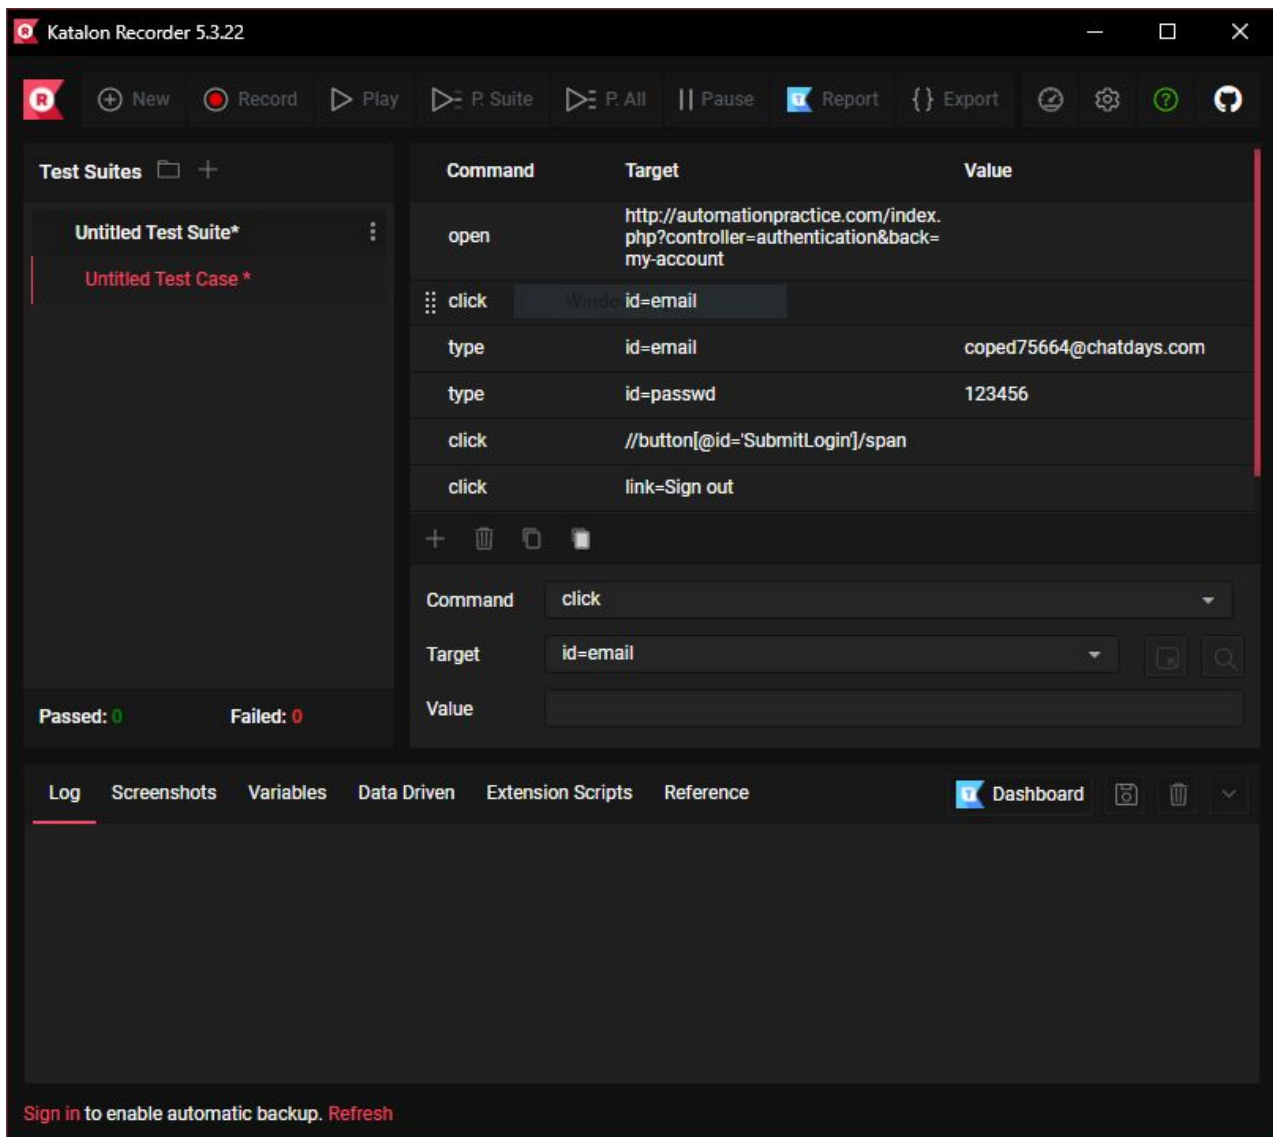 Katalon Recorder 5.3.22
New Record Play P. Suite P. All Pause Report {} Export
Test Suites
Untitled Test Suite*
Untitled Test Case *
Passed: 0 Failed: 0
Command Target Value
open http://automationpractice.com/index.
php?controller=authentication&back=
my-account
click id=email
type id=email coped75664@chatdays.com
type id=passwd 123456
click //button[@id='SubmitLogin']/span
click link=Sign out
Command click
Target id=email
Value
Log Screenshots Variables Data Driven Extension Scripts Reference Dashboard
Sign in to enable automatic backup. Refresh